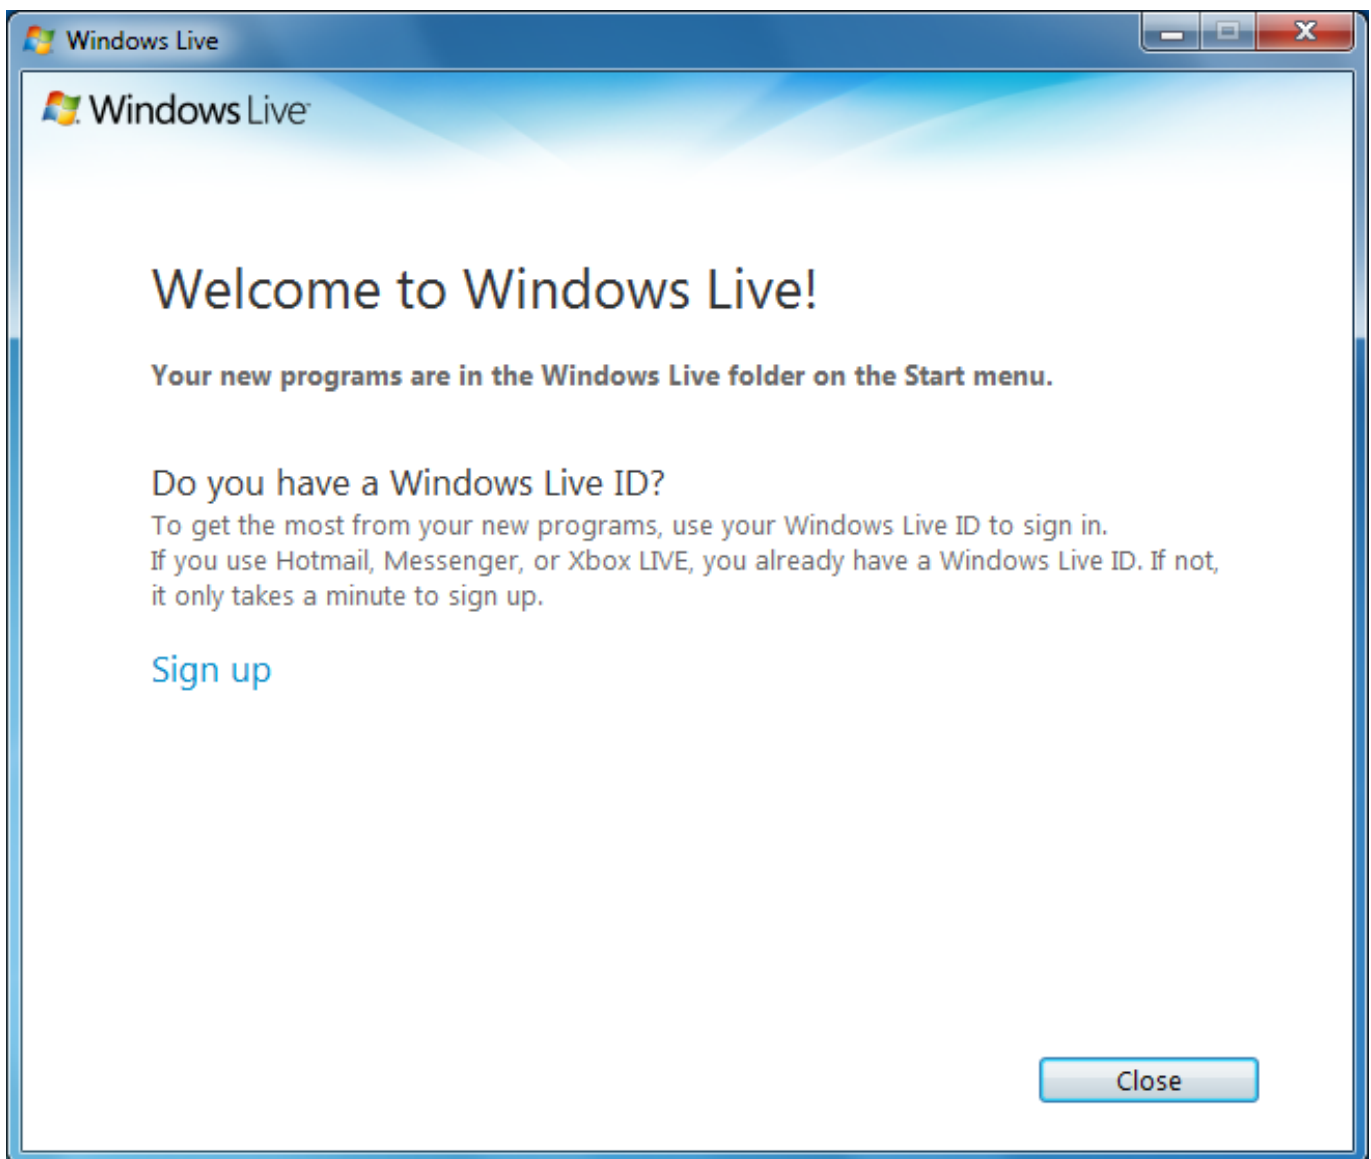 Windows Live
Windows Live
Welcome to Windows Live!
Your new programs are in the Windows Live folder on the Start menu.
Do you have a Windows Live ID?
To get the most from your new programs, use your Windows Live ID to sign in.
If you use Hotmail, Messenger, or Xbox LIVE, you already have a Windows Live ID. If not,
it only takes a minute to sign up.
Sign up
Close